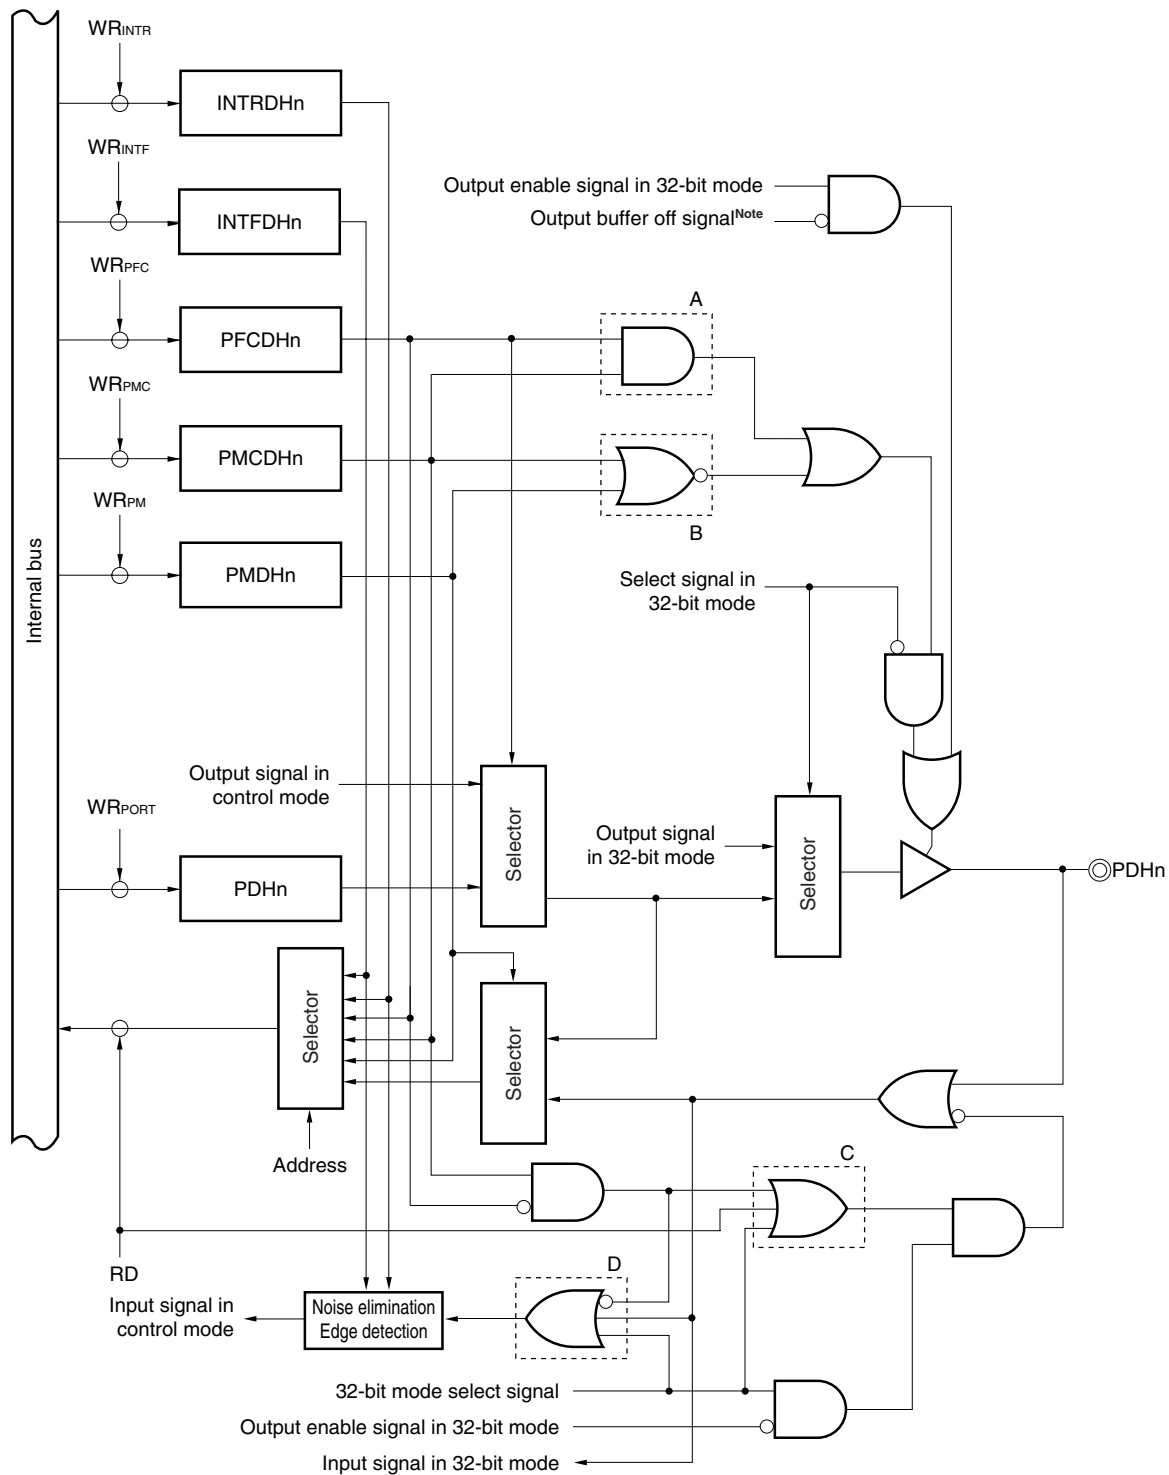 WRINTR
INTRDHn
WRINTF
INTFDHn
Output enable signal in 32-bit mode
Output buffer off signalNote
WRPFC
PFCDHn
A
WRPMC
PMCDHn
B
WRPM
PMDHn
Internal bus
Select signal in
32-bit mode
Output signal in
control mode
Selector
WRPORT
PDHn
Output signal
in 32-bit mode
Selector
PDHn
Selector
Selector
Address
C
RD
D
Input signal in
control mode
Noise elimination
Edge detection
32-bit mode select signal
Output enable signal in 32-bit mode
Input signal in 32-bit mode